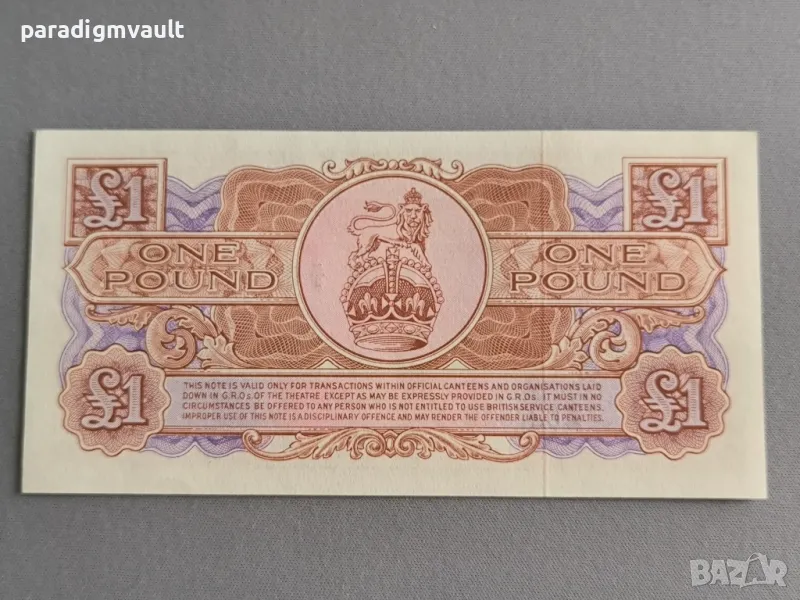 paradigmvault
£1 £1
ONE ONE
POUND POUND
£1 £1
THIS NOTE IS VALID ONLY FOR TRANSACTIONS WITHIN OFFICIAL CANTEENS AND ORGANISATIONS LAID
DOWN IN G.R.Os OF THE THEATRE EXCEPT AS MAY BE EXPRESSLY PROVIDED IN G.R.Os. IT MUST IN NO
CIRCUMSTANCES BE OFFERED TO ANY PERSON WHO IS NOT ENTITLED TO USE BRITISH SERVICE CANTEENS.
IMPROPER USE OF THIS NOTE IS A DISCIPLINARY OFFENCE AND MAY RENDER THE OFFENDER LIABLE TO PENALTIES.
BAZAR